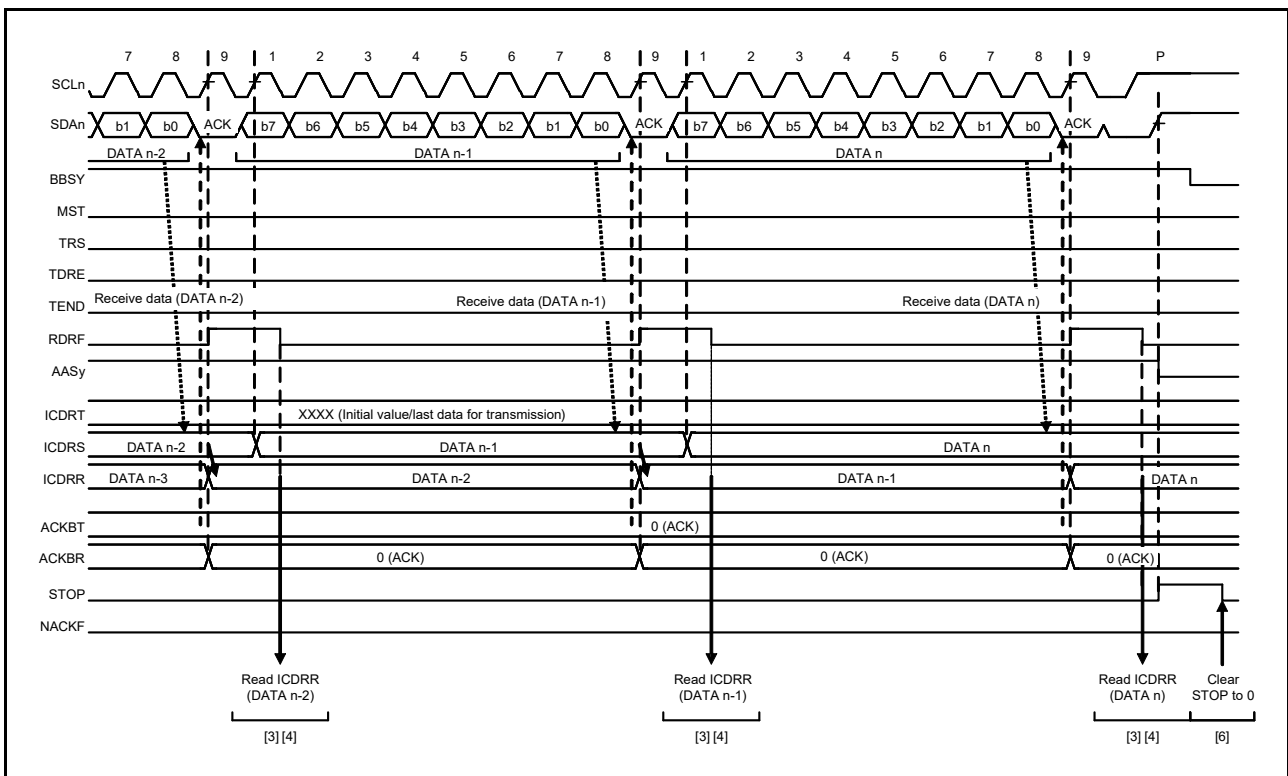 7 8 9 1 2 3 4 5 6 7 8 9 1 2 3 4 5 6 7 8 9 P
SCLn
SDAn b1 b0 ACK b7 b6 b5 b4 b3 b2 b1 b0 ACK b7 b6 b5 b4 b3 b2 b1 b0 ACK
DATA n-2 DATA n-1 DATA n
BBSY
MST
TRS
TDRE
Receive data (DATA n-2) Receive data (DATA n-1) Receive data (DATA n)
TEND
RDRF
AASy
ICDRT XXXX (Initial value/last data for transmission)
ICDRS DATA n-2 DATA n-1 DATA n
ICDRR DATA n-3 DATA n-2 DATA n-1 DATA n
ACKBT 0 (ACK)
ACKBR 0 (ACK) 0 (ACK) 0 (ACK)
STOP
NACKF
Read ICDRR Read ICDRR Read ICDRR Clear
(DATA n-2) (DATA n-1) (DATA n) STOP to 0
[3] [4] [3] [4] [3] [4] [6]